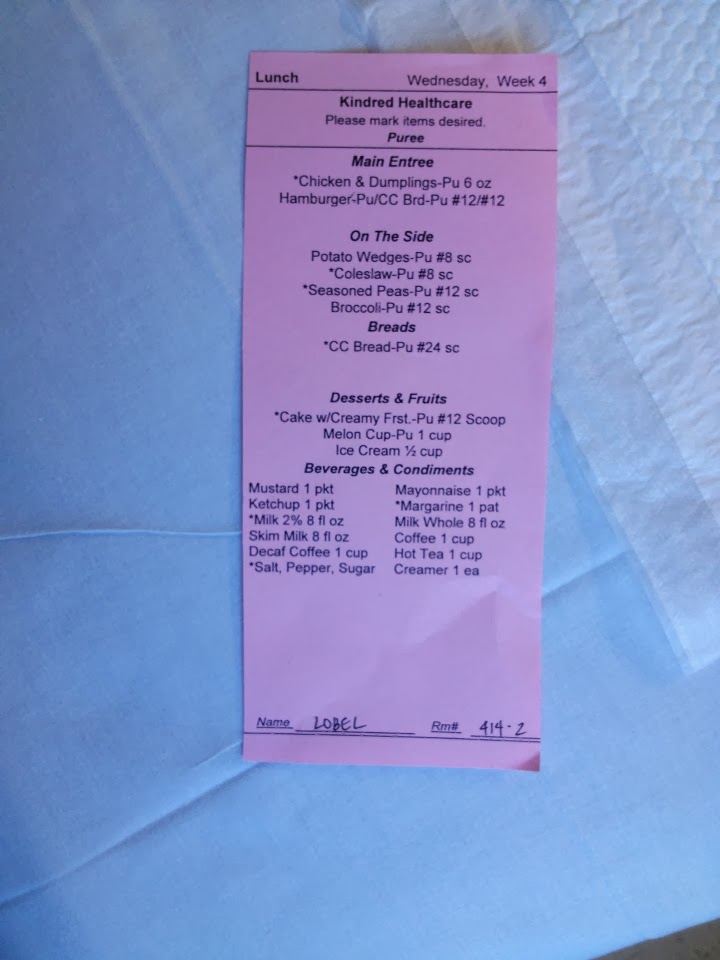 Lunch Wednesday, Week 4
Kindred Healthcare
Please mark items desired.
Puree
Main Entree
*Chicken & Dumplings-Pu 6 oz
Hamburger-Pu/CC Brd-Pu #12/#12
On The Side
Potato Wedges-Pu #8 sc
*Coleslaw-Pu #8 sc
*Seasoned Peas-Pu #12 sc
Broccoli-Pu #12 sc
Breads
*CC Bread-Pu #24 sc
Desserts & Fruits
*Cake w/Creamy Frst.-Pu #12 Scoop
Melon Cup-Pu 1 cup
Ice Cream ½ cup
Beverages & Condiments
Mustard 1 pkt Mayonnaise 1 pkt
Ketchup 1 pkt *Margarine 1 pat
*Milk 2% 8 fl oz Milk Whole 8 fl oz
Skim Milk 8 fl oz Coffee 1 cup
Decaf Coffee 1 cup Hot Tea 1 cup
*Salt, Pepper, Sugar Creamer 1 ea
Name LOBEL Rm# 414-2